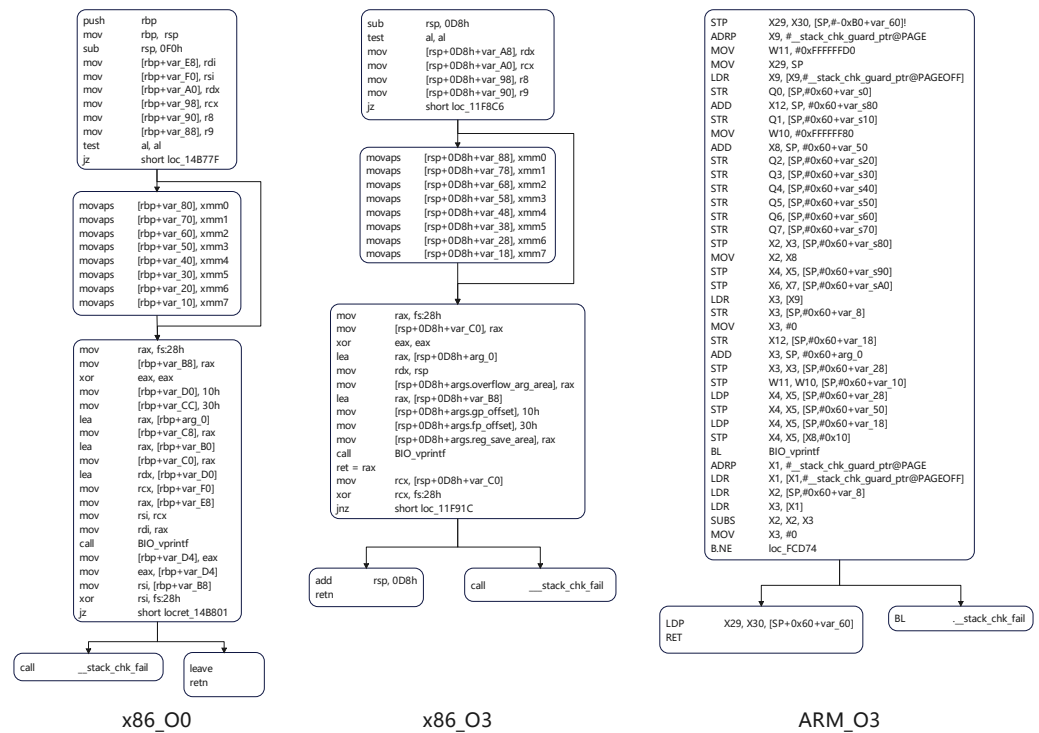 push rbp
mov rbp, rsp
sub rsp, 0F0h
mov [rbp+var_E8], rdi
mov [rbp+var_F0], rsi
mov [rbp+var_A0], rdx
mov [rbp+var_98], rcx
mov [rbp+var_90], r8
mov [rbp+var_88], r9
test al, al
jz short loc_14B77F
movaps [rbp+var_80], xmm0
movaps [rbp+var_70], xmm1
movaps [rbp+var_60], xmm2
movaps [rbp+var_50], xmm3
movaps [rbp+var_40], xmm4
movaps [rbp+var_30], xmm5
movaps [rbp+var_20], xmm6
movaps [rbp+var_10], xmm7
mov rax, fs:28h
mov [rbp+var_B8], rax
xor eax, eax
mov [rbp+var_D0], 10h
mov [rbp+var_CC], 30h
lea rax, [rbp+arg_0]
mov [rbp+var_C8], rax
lea rax, [rbp+var_B0]
mov [rbp+var_C0], rax
lea rdx, [rbp+var_D0]
mov rcx, [rbp+var_F0]
mov rax, [rbp+var_E8]
mov rsi, rcx
mov rdi, rax
call BIO_vprintf
mov [rbp+var_D4], eax
mov eax, [rbp+var_D4]
mov rsi, [rbp+var_B8]
xor rsi, fs:28h
jz short locret_14B801
call __stack_chk_fail
leave
retn
x86_O0
sub rsp, 0D8h
test al, al
mov [rsp+0D8h+var_A8], rdx
mov [rsp+0D8h+var_A0], rcx
mov [rsp+0D8h+var_98], r8
mov [rsp+0D8h+var_90], r9
jz short loc_11F8C6
movaps [rsp+0D8h+var_88], xmm0
movaps [rsp+0D8h+var_78], xmm1
movaps [rsp+0D8h+var_68], xmm2
movaps [rsp+0D8h+var_58], xmm3
movaps [rsp+0D8h+var_48], xmm4
movaps [rsp+0D8h+var_38], xmm5
movaps [rsp+0D8h+var_28], xmm6
movaps [rsp+0D8h+var_18], xmm7
mov rax, fs:28h
mov [rsp+0D8h+var_C0], rax
xor eax, eax
lea rax, [rsp+0D8h+arg_0]
mov rdx, rsp
mov [rsp+0D8h+args.overflow_arg_area], rax
lea rax, [rsp+0D8h+var_B8]
mov [rsp+0D8h+args.gp_offset], 10h
mov [rsp+0D8h+args.fp_offset], 30h
mov [rsp+0D8h+args.reg_save_area], rax
call BIO_vprintf
ret = rax
mov rcx, [rsp+0D8h+var_C0]
xor rcx, fs:28h
jnz short loc_11F91C
add rsp, 0D8h
retn
call ___stack_chk_fail
x86_O3
STP X29, X30, [SP,#-0xB0+var_60]!
ADRP X9, #__stack_chk_guard_ptr@PAGE
MOV W11, #0xFFFFFFD0
MOV X29, SP
LDR X9, [X9,#__stack_chk_guard_ptr@PAGEOFF]
STR Q0, [SP,#0x60+var_s0]
ADD X12, SP, #0x60+var_s80
STR Q1, [SP,#0x60+var_s10]
MOV W10, #0xFFFFFF80
ADD X8, SP, #0x60+var_50
STR Q2, [SP,#0x60+var_s20]
STR Q3, [SP,#0x60+var_s30]
STR Q4, [SP,#0x60+var_s40]
STR Q5, [SP,#0x60+var_s50]
STR Q6, [SP,#0x60+var_s60]
STR Q7, [SP,#0x60+var_s70]
STP X2, X3, [SP,#0x60+var_s80]
MOV X2, X8
STP X4, X5, [SP,#0x60+var_s90]
STP X6, X7, [SP,#0x60+var_sA0]
LDR X3, [X9]
STR X3, [SP,#0x60+var_8]
MOV X3, #0
STR X12, [SP,#0x60+var_18]
ADD X3, SP, #0x60+arg_0
STP X3, X3, [SP,#0x60+var_28]
STP W11, W10, [SP,#0x60+var_10]
LDP X4, X5, [SP,#0x60+var_28]
STP X4, X5, [SP,#0x60+var_50]
LDP X4, X5, [SP,#0x60+var_18]
STP X4, X5, [X8,#0x10]
BL BIO_vprintf
ADRP X1, #__stack_chk_guard_ptr@PAGE
LDR X1, [X1,#__stack_chk_guard_ptr@PAGEOFF]
LDR X2, [SP,#0x60+var_8]
LDR X3, [X1]
SUBS X2, X2, X3
MOV X3, #0
B.NE loc_FCD74
LDP X29, X30, [SP+0x60+var_60]
RET
BL .__stack_chk_fail
ARM_O3